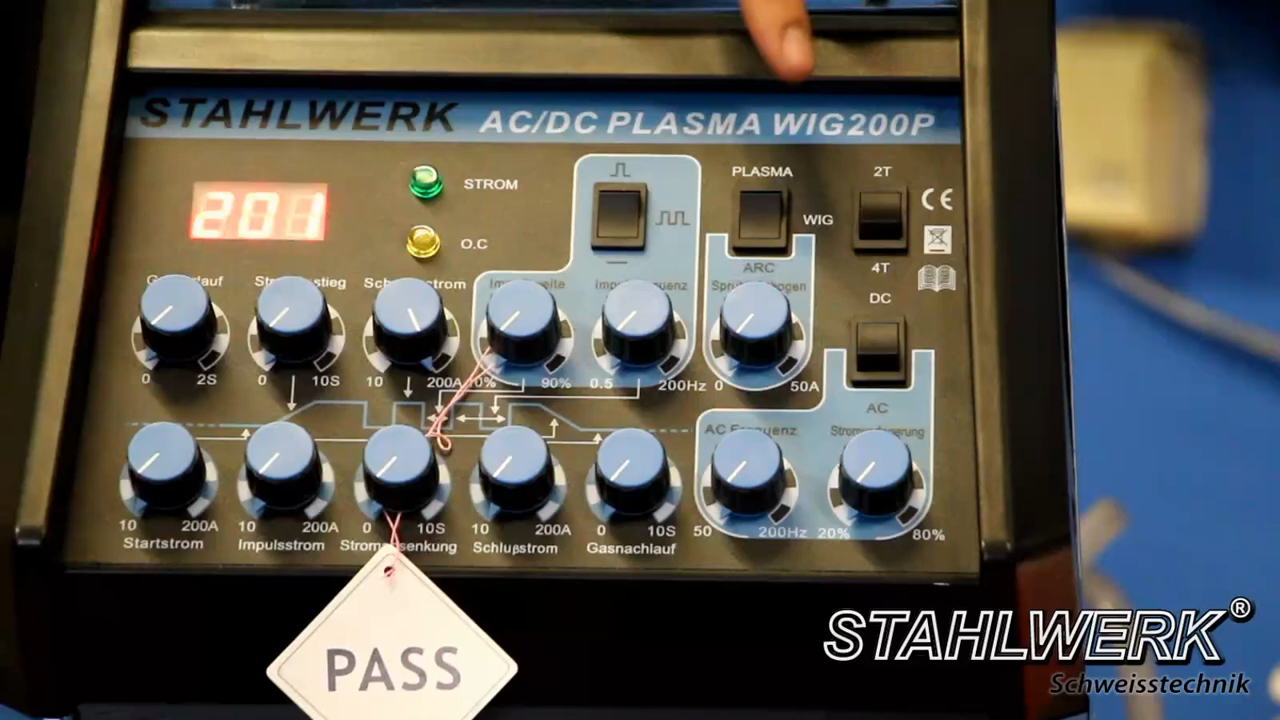 STAHLWERK AC/DC PLASMA WIG200P
201
STROM
O.C
PLASMA
WIG
ARC
2T
4T
DC
AC
0 2S
0 10S
10 200A
10% 90%
0.5 200Hz
0 50A
10 200A
Startstrom
10 200A
Impulsstrom
0 10S
10 200A
Schlußstrom
0 10S
Gasnachlauf
50 200Hz
20% 80%
CE
PASS
STAHLWERK®
Schweisstechnik